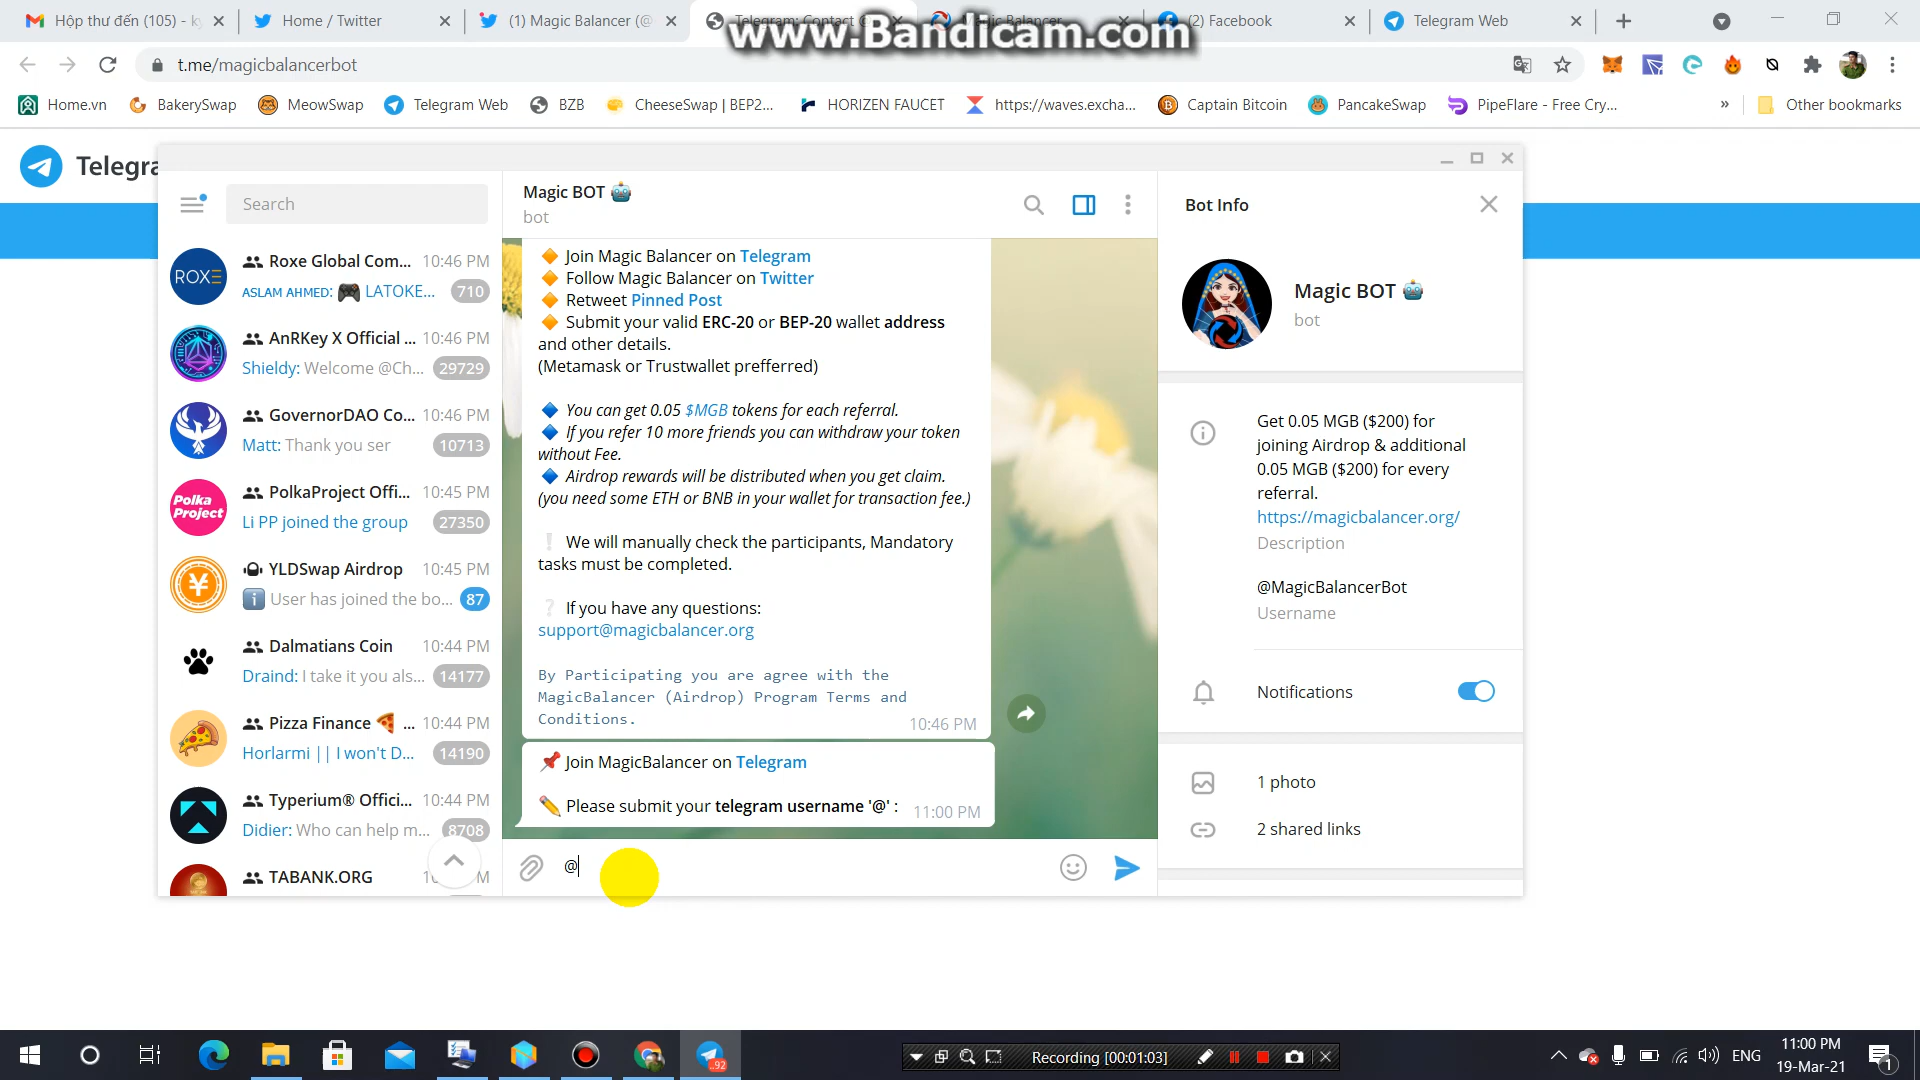 Hộp thư đến (105) - ky
Home / Twitter
(1) Magic Balancer (@
Telegram: Contact @
Magic Balancer
(2) Facebook
Telegram Web
www.Bandicam.com
t.me/magicbalancerbot
Home.vn
BakerySwap
MeowSwap
Telegram Web
BZB
CheeseSwap | BEP2...
HORIZEN FAUCET
https://waves.excha...
Captain Bitcoin
PancakeSwap
PipeFlare - Free Cry...
»
Other bookmarks
Telegra
Search
ROXE
Roxe Global Com... 10:46 PM
ASLAM AHMED: 🎮 LATOKE... 710
AnRKey X Official ... 10:46 PM
Shieldy: Welcome @Ch... 29729
GovernorDAO Co... 10:46 PM
Matt: Thank you ser 10713
Polka
Project
PolkaProject Offi... 10:45 PM
Li PP joined the group 27350
YLDSwap Airdrop 10:45 PM
ℹ️ User has joined the bo... 87
Dalmatians Coin 10:44 PM
Draind: I take it you als... 14177
Pizza Finance 🍕 ... 10:44 PM
Horlarmi || I won't D... 14190
Typerium® Offici... 10:44 PM
Didier: Who can help m... 8708
TABANK.ORG
Magic BOT 🤖
bot
🔶 Join Magic Balancer on Telegram
🔶 Follow Magic Balancer on Twitter
🔶 Retweet Pinned Post
🔶 Submit your valid ERC-20 or BEP-20 wallet address
and other details.
(Metamask or Trustwallet prefferred)
🔷 You can get 0.05 $MGB tokens for each referral.
🔷 If you refer 10 more friends you can withdraw your token
without Fee.
🔷 Airdrop rewards will be distributed when you get claim.
(you need some ETH or BNB in your wallet for transaction fee.)
❕ We will manually check the participants, Mandatory
tasks must be completed.
❔ If you have any questions:
support@magicbalancer.org
By Participating you are agree with the
MagicBalancer (Airdrop) Program Terms and
Conditions.
10:46 PM
📌 Join MagicBalancer on Telegram
✏️ Please submit your telegram username '@' :
11:00 PM
@
Bot Info
Magic BOT 🤖
bot
Get 0.05 MGB ($200) for
joining Airdrop & additional
0.05 MGB ($200) for every
referral.
https://magicbalancer.org/
Description
@MagicBalancerBot
Username
Notifications
1 photo
2 shared links
92
Recording [00:01:03]
ENG
11:00 PM
19-Mar-21
1